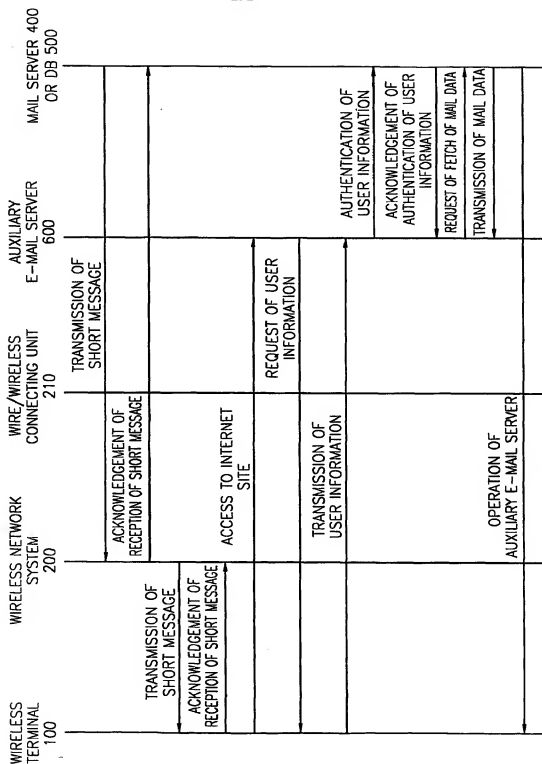 WIRELESS
TERMINAL
100
WIRELESS NETWORK
SYSTEM
200
WIRE/WIRELESS
CONNECTING UNIT
210
AUXILIARY
E-MAIL SERVER
600
MAIL SERVER 400
OR DB 500
TRANSMISSION OF
SHORT MESSAGE
ACKNOWLEDGEMENT OF
RECEPTION OF SHORT MESSAGE
TRANSMISSION OF
SHORT MESSAGE
ACKNOWLEDGEMENT OF
RECEPTION OF SHORT MESSAGE
ACCESS TO INTERNET
SITE
REQUEST OF USER
INFORMATION
TRANSMISSION OF
USER INFORMATION
AUTHENTICATION OF
USER INFORMATION
ACKNOWLEDGEMENT OF
AUTHENTICATION OF USER
INFORMATION
REQUEST OF FETCH OF MAIL DATA
TRANSMISSION OF MAIL DATA
OPERATION OF
AUXILIARY E-MAIL SERVER